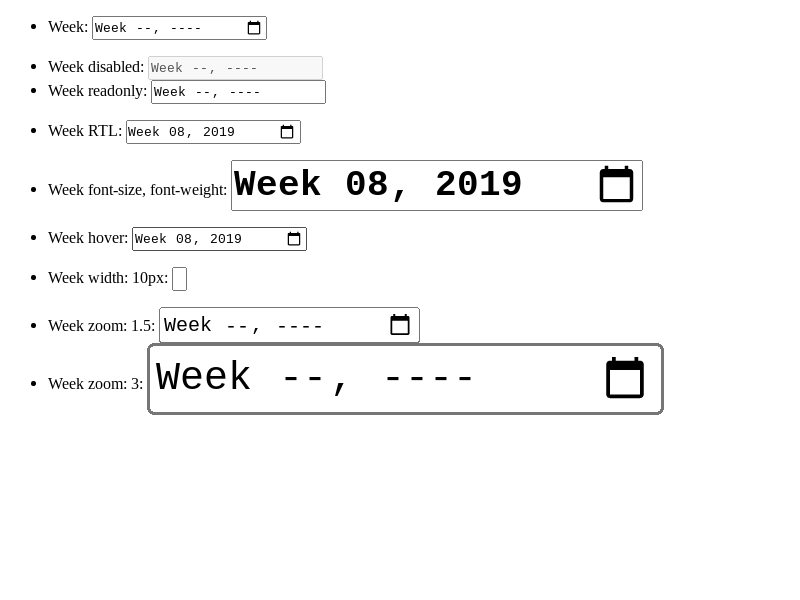 Week: Week --, ----
Week disabled: Week --, ----
Week readonly: Week --, ----
Week RTL: Week 08, 2019
Week font-size, font-weight: Week 08, 2019
Week hover: Week 08, 2019
Week width: 10px:
Week zoom: 1.5: Week --, ----
Week zoom: 3: Week --, ----